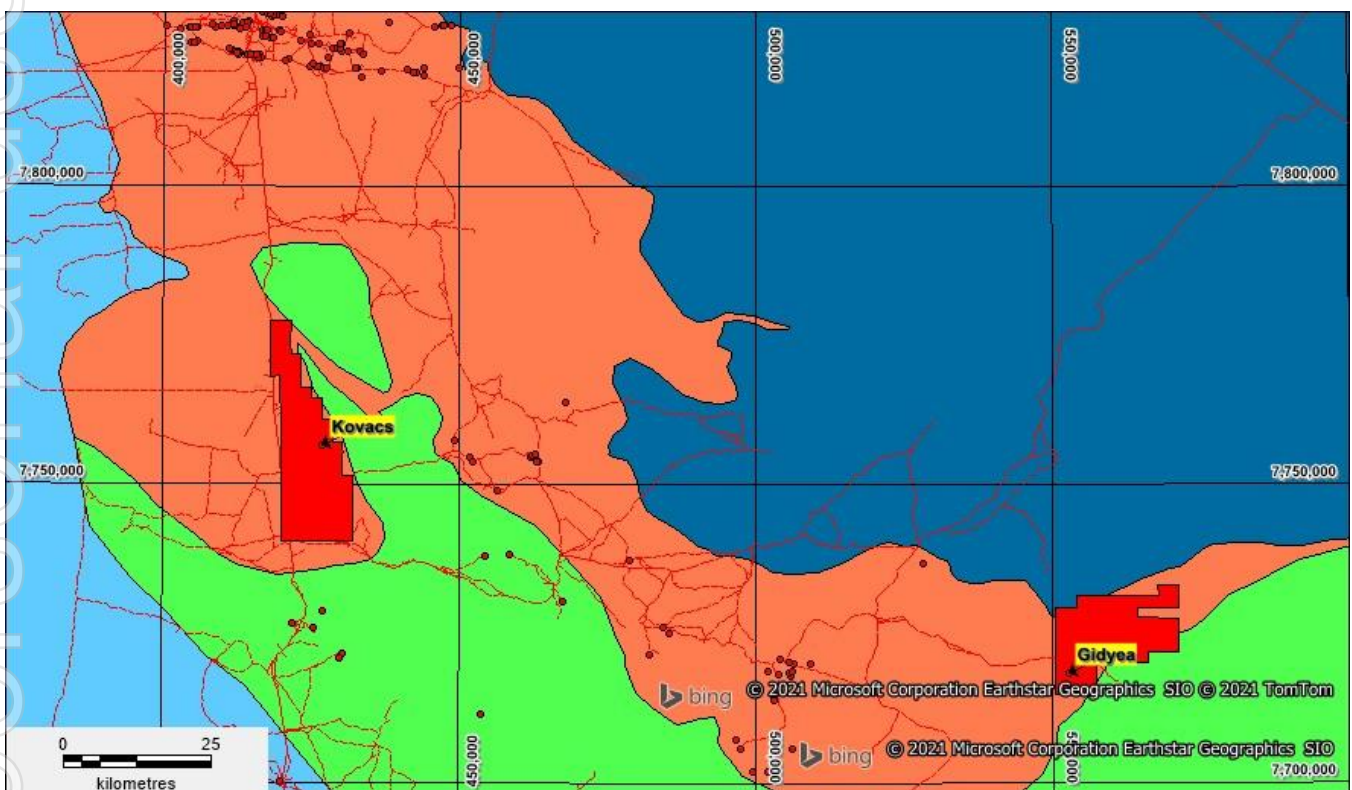 400,000
450,000
500,000
550,000
7,800,000
7,800,000
Kovacs
7,750,000
7,750,000
Gidyea
bing © 2021 Microsoft Corporation Earthstar Geographics SIO © 2021 TomTom
bing © 2021 Microsoft Corporation Earthstar Geographics SIO
450,000
500,000
550,000
7,700,000
0 25
kilometres